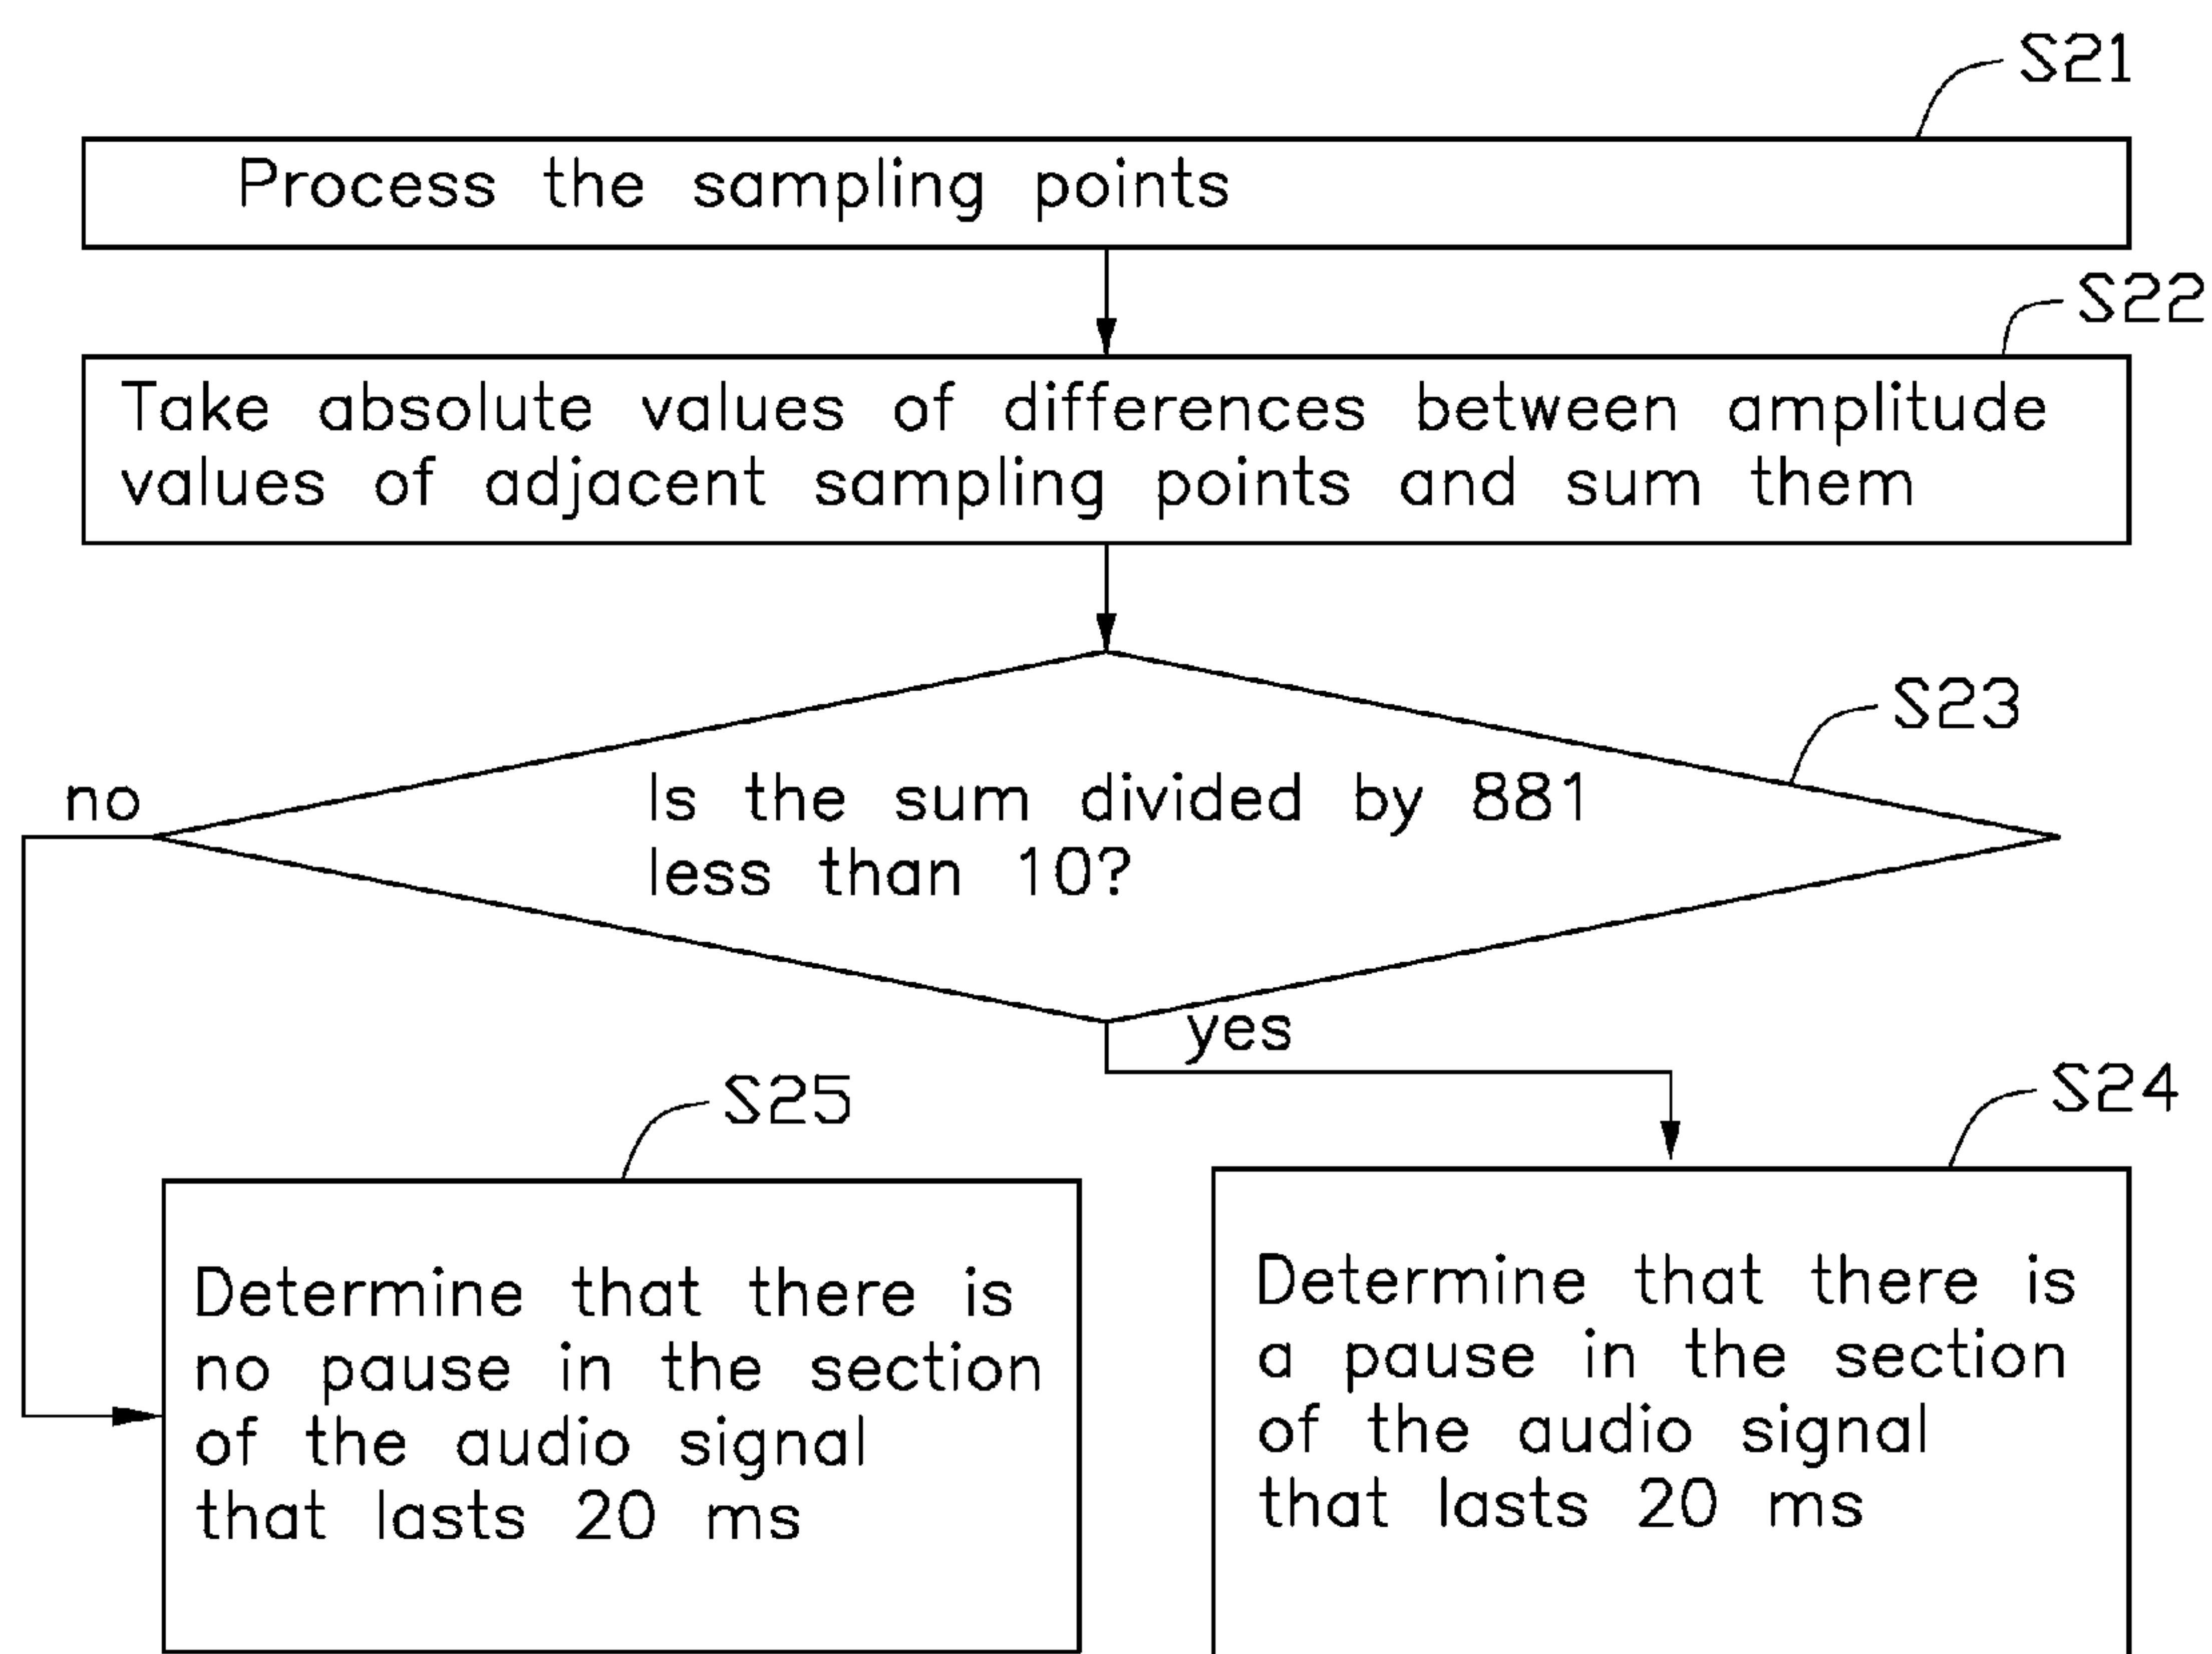 S21
Process the sampling points
S22
Take absolute values of differences between amplitude
values of adjacent sampling points and sum them
S23
no
Is the sum divided by 881
less than 10?
yes
S25
Determine that there is
no pause in the section
of the audio signal
that lasts 20 ms
S24
Determine that there is
a pause in the section
of the audio signal
that lasts 20 ms